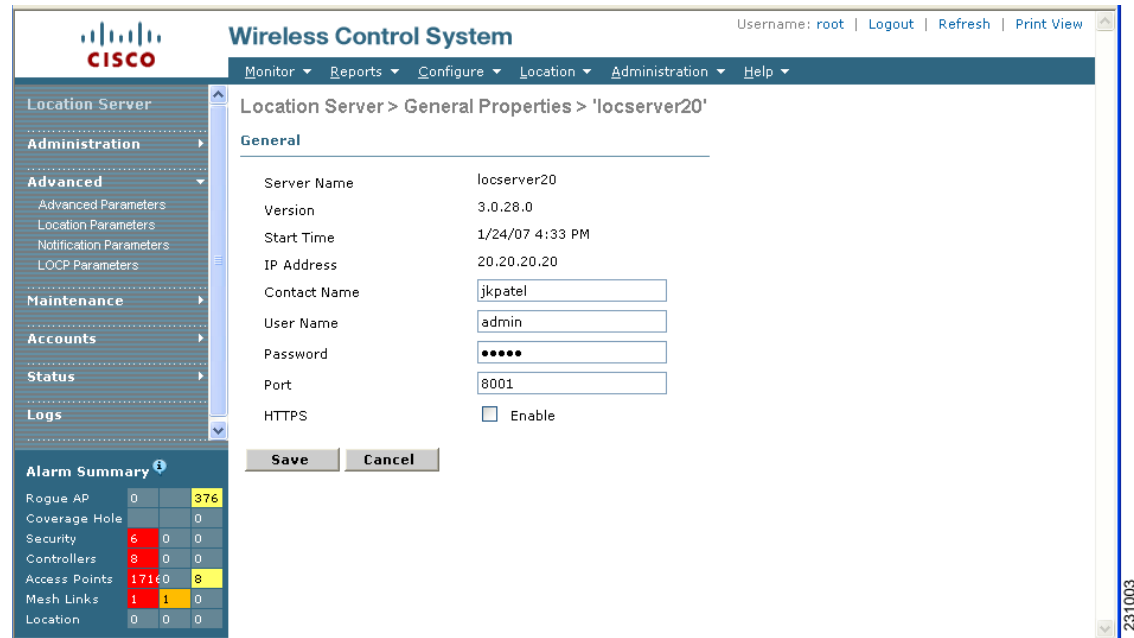 CISCO
Wireless Control System
Username: root | Logout | Refresh | Print View
Monitor Reports Configure Location Administration Help
Location Server
Administration
Advanced
Advanced Parameters
Location Parameters
Notification Parameters
LOCP Parameters
Maintenance
Accounts
Status
Logs
Location Server > General Properties > 'locserver20'
General
Server Name locserver20
Version 3.0.28.0
Start Time 1/24/07 4:33 PM
IP Address 20.20.20.20
Contact Name jkpatel
User Name admin
Password •••••
Port 8001
HTTPS Enable
Save Cancel
Alarm Summary
Rogue AP 0 376
Coverage Hole 0
Security 6 0 0
Controllers 8 0 0
Access Points 0 8
Mesh Links 1 1 0
Location 0 0 0
231003